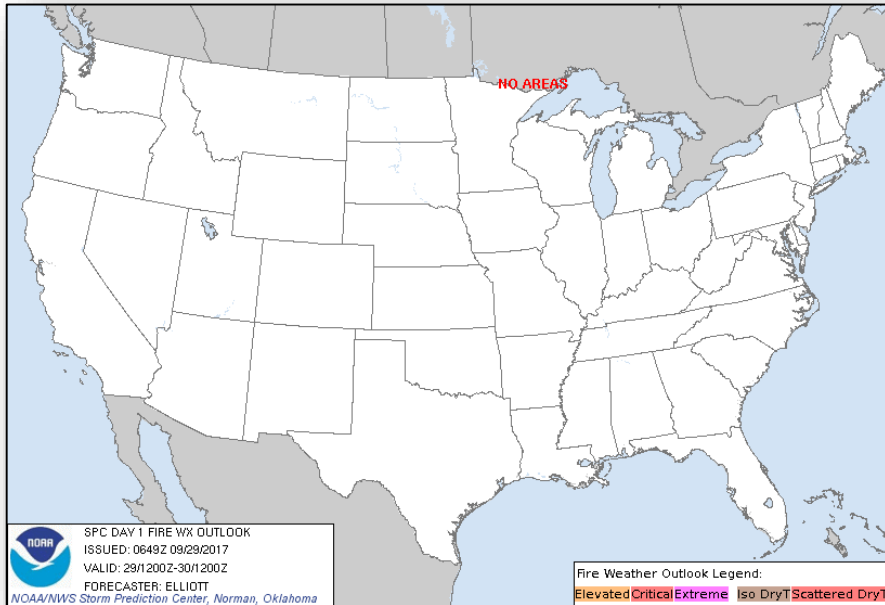 NO AREAS
NOAA
SPC DAY 1 FIRE WX OUTLOOK
ISSUED: 0649Z 09/29/2017
VALID: 29/1200Z-30/1200Z
FORECASTER: ELLIOTT
NOAA/NWS Storm Prediction Center, Norman, Oklahoma
Fire Weather Outlook Legend:
Elevated Critical Extreme Iso DryT Scattered DryT